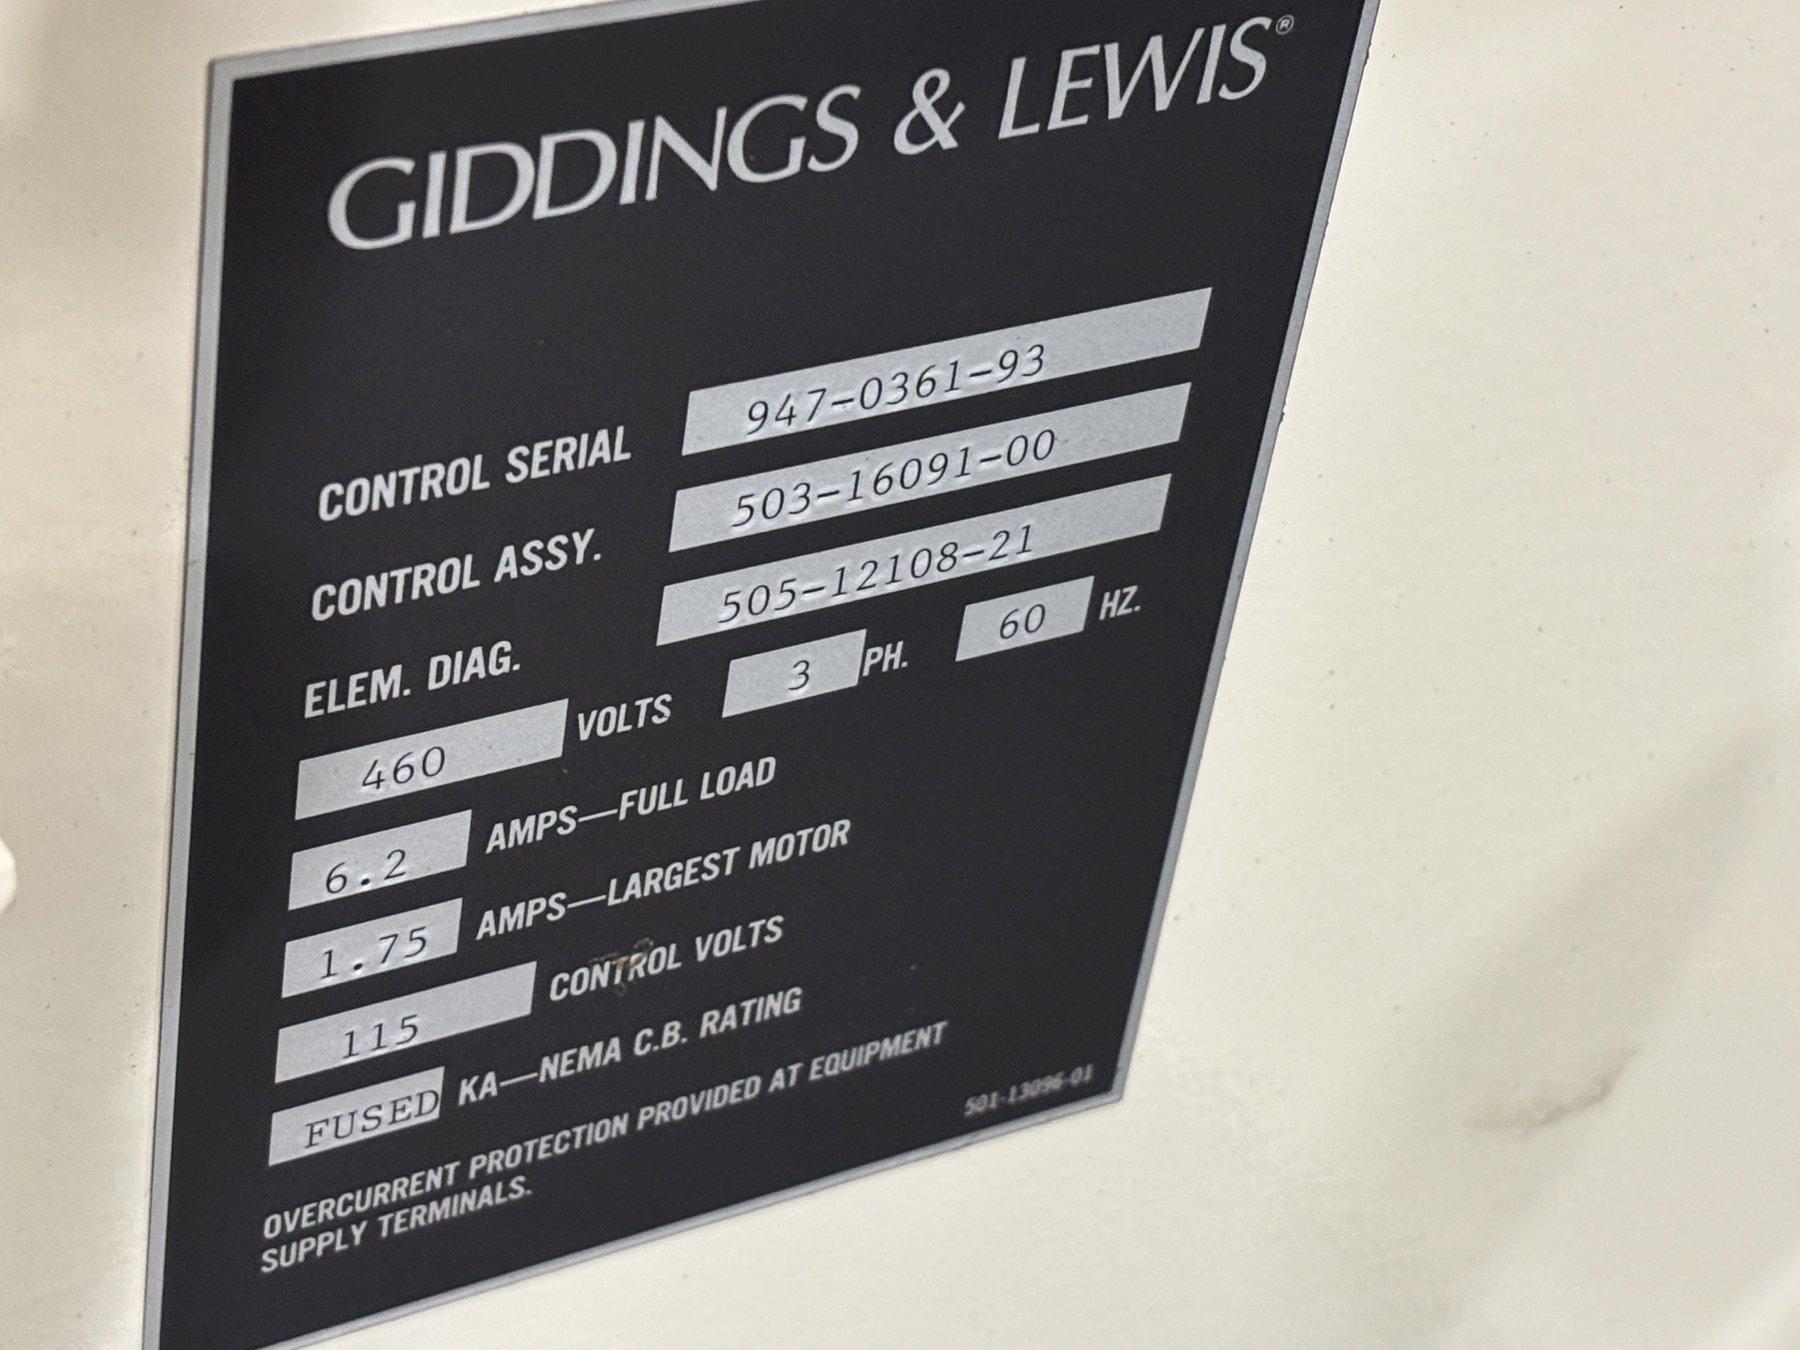 GIDDINGS & LEWIS®
CONTROL SERIAL 947-0361-93
CONTROL ASSY. 503-16091-00
ELEM. DIAG. 505-12108-21
460 VOLTS 3 PH. 60 HZ.
6.2 AMPS—FULL LOAD
1.75 AMPS—LARGEST MOTOR
115 CONTROL VOLTS
FUSED KA—NEMA C.B. RATING
OVERCURRENT PROTECTION PROVIDED AT EQUIPMENT
SUPPLY TERMINALS.
501-13096-01